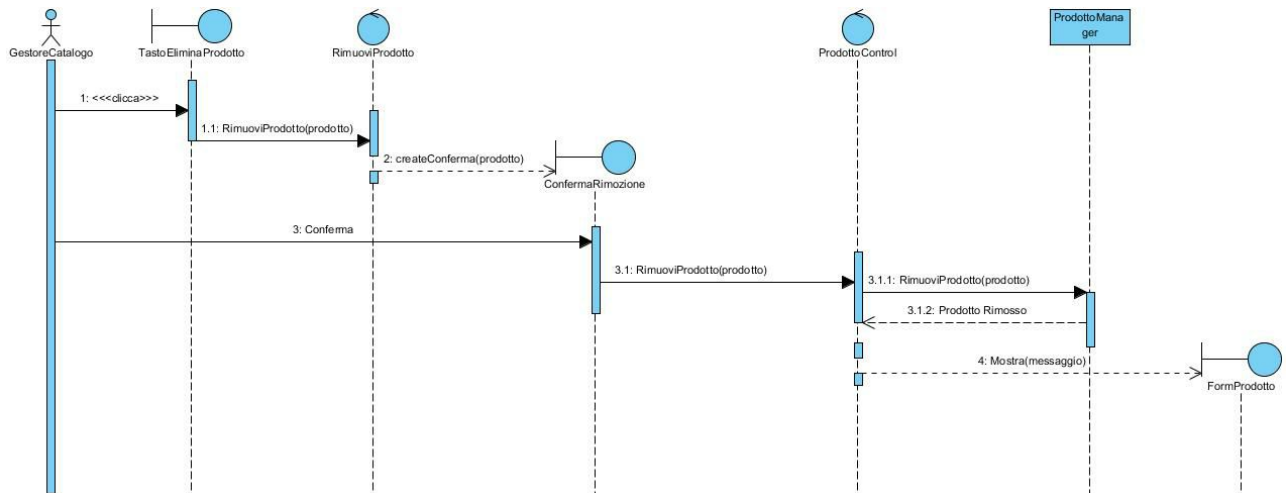 ProdottoMana
ger
GestoreCatalogo
TastoEliminaProdotto
RimuoviProdotto
ProdottoControl
1: <<<clicca>>>
1.1: RimuoviProdotto(prodotto)
2: createConferma(prodotto)
ConfermaRimozione
3: Conferma
3.1: RimuoviProdotto(prodotto)
3.1.1: RimuoviProdotto(prodotto)
3.1.2: Prodotto Rimosso
4: Mostra(messaggio)
FormProdotto